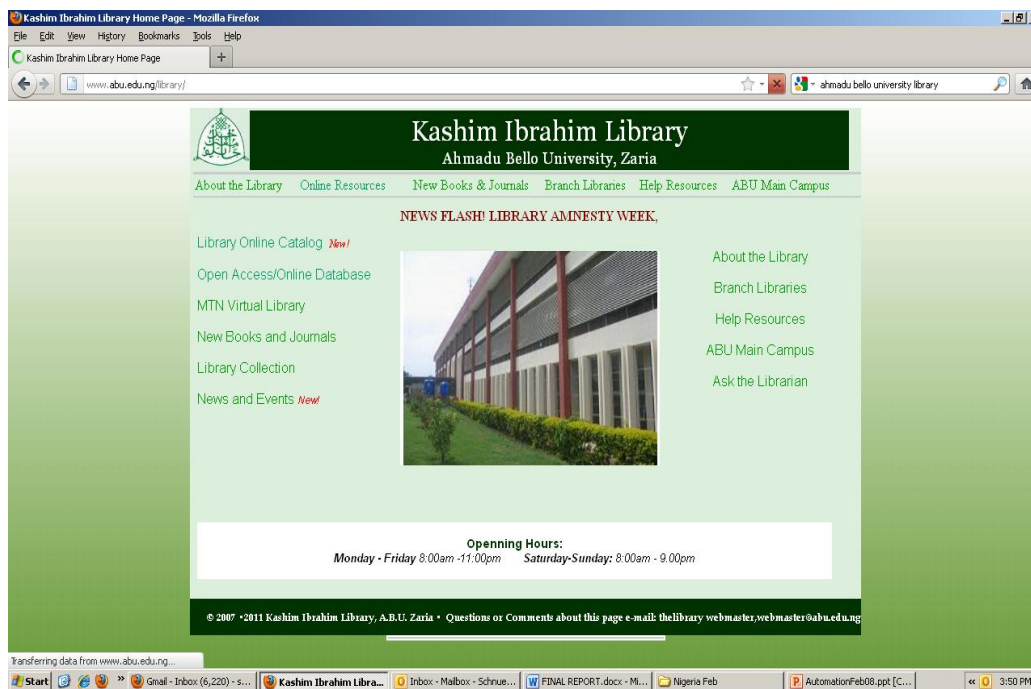 Kashim Ibrahim Library Home Page - Mozilla Firefox
File Edit View History Bookmarks Tools Help
Kashim Ibrahim Library Home Page
www.abu.edu.ng/library/
ahmadu bello university library
Kashim Ibrahim Library
Ahmadu Bello University, Zaria
About the Library Online Resources New Books & Journals Branch Libraries Help Resources ABU Main Campus
NEWS FLASH! LIBRARY AMNESTY WEEK,
Library Online Catalog New!
Open Access/Online Database
MTN Virtual Library
New Books and Journals
Library Collection
News and Events New!
About the Library
Branch Libraries
Help Resources
ABU Main Campus
Ask the Librarian
Openning Hours:
Monday - Friday 8:00am -11:00pm Saturday-Sunday: 8:00am - 9.00pm
© 2007 •2011 Kashim Ibrahim Library, A.B.U. Zaria • Questions or Comments about this page e-mail: thelibrary webmaster,webmaster@abu.edu.ng
Transferring data from www.abu.edu.ng...
Start » Gmail - Inbox (6,220) - s... Kashim Ibrahim Libra... Inbox - Mailbox - Schnue... FINAL REPORT.docx - Mi... Nigeria Feb AutomationFeb08.ppt [C... « 3:50 PM